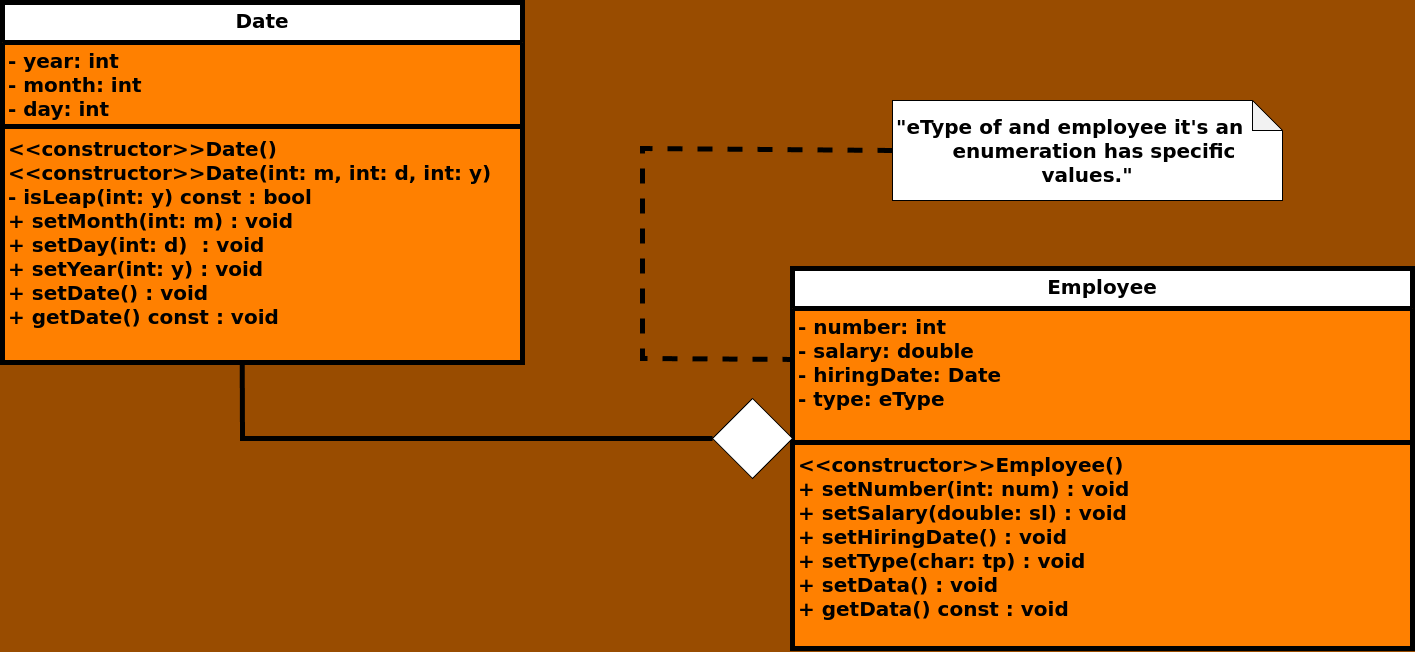 Date
- year: int
- month: int
- day: int
<<constructor>>Date()
<<constructor>>Date(int: m, int: d, int: y)
- isLeap(int: y) const : bool
+ setMonth(int: m) : void
+ setDay(int: d)  : void
+ setYear(int: y) : void
+ setDate() : void
+ getDate() const : void
"eType of and employee it's an
enumeration has specific
values."
Employee
- number: int
- salary: double
- hiringDate: Date
- type: eType
<<constructor>>Employee()
+ setNumber(int: num) : void
+ setSalary(double: sl) : void
+ setHiringDate() : void
+ setType(char: tp) : void
+ setData() : void
+ getData() const : void